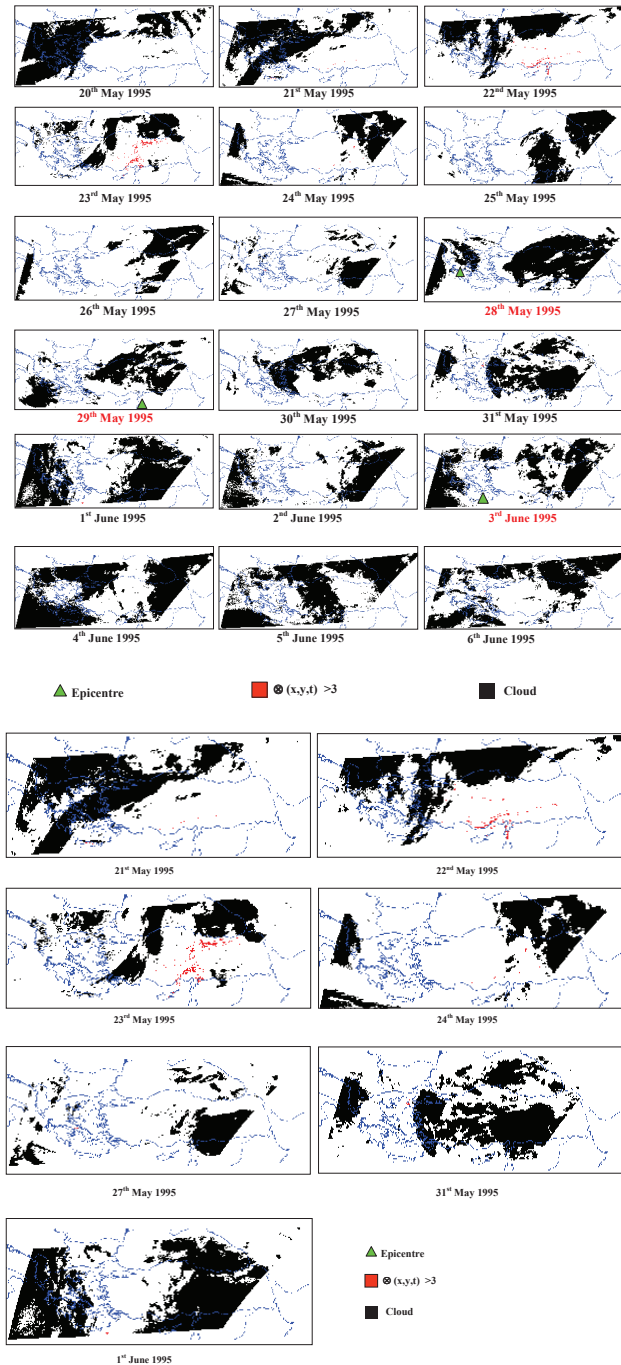 20th May 1995 21st May 1995 22nd May 1995
23rd May 1995 24th May 1995 25th May 1995
26th May 1995 27th May 1995 28th May 1995
29th May 1995 30th May 1995 31st May 1995
1st June 1995 2nd June 1995 3rd June 1995
4th June 1995 5th June 1995 6th June 1995
Epicentre ⊗ (x,y,t) >3 Cloud
21st May 1995 22nd May 1995
23rd May 1995 24th May 1995
27th May 1995 31st May 1995
Epicentre
⊗ (x,y,t) >3
Cloud
1st June 1995